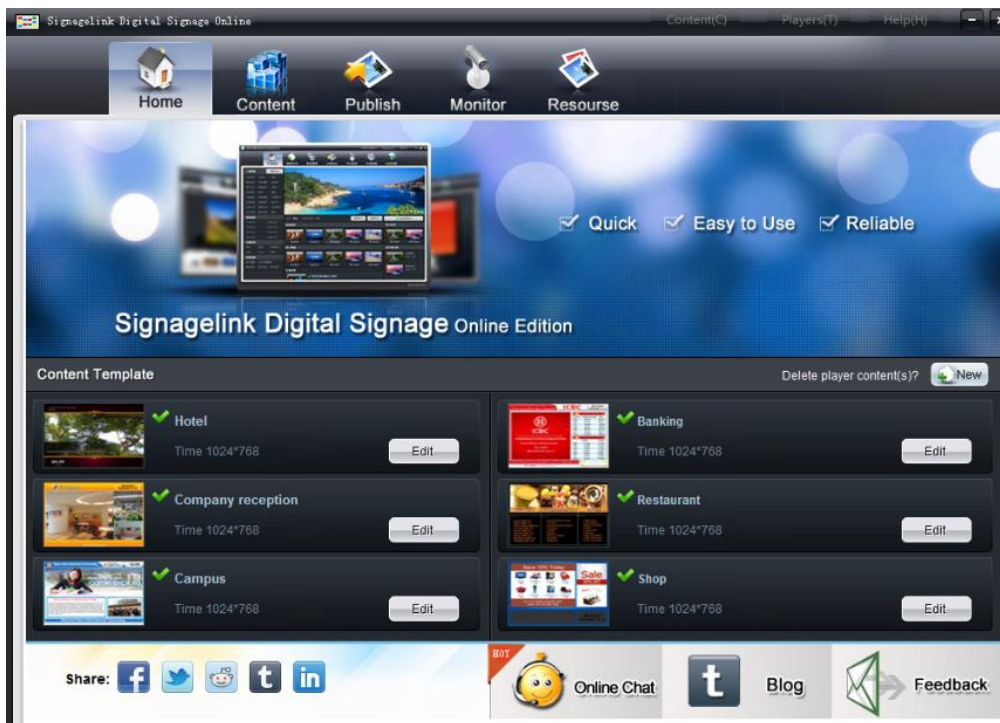 Signagelink Digital Signage Online
Content(C) Players(T) Help(H)
Home Content Publish Monitor Resourse
Quick Easy to Use Reliable
Signagelink Digital Signage Online Edition
Content Template
Delete player content(s)? New
Hotel
Time 1024*768
Edit
Banking
Time 1024*768
Edit
Company reception
Time 1024*768
Edit
Restaurant
Time 1024*768
Edit
Campus
Time 1024*768
Edit
Shop
Time 1024*768
Edit
ICBC
Sale
Share:
HOT
Online Chat
Blog
Feedback